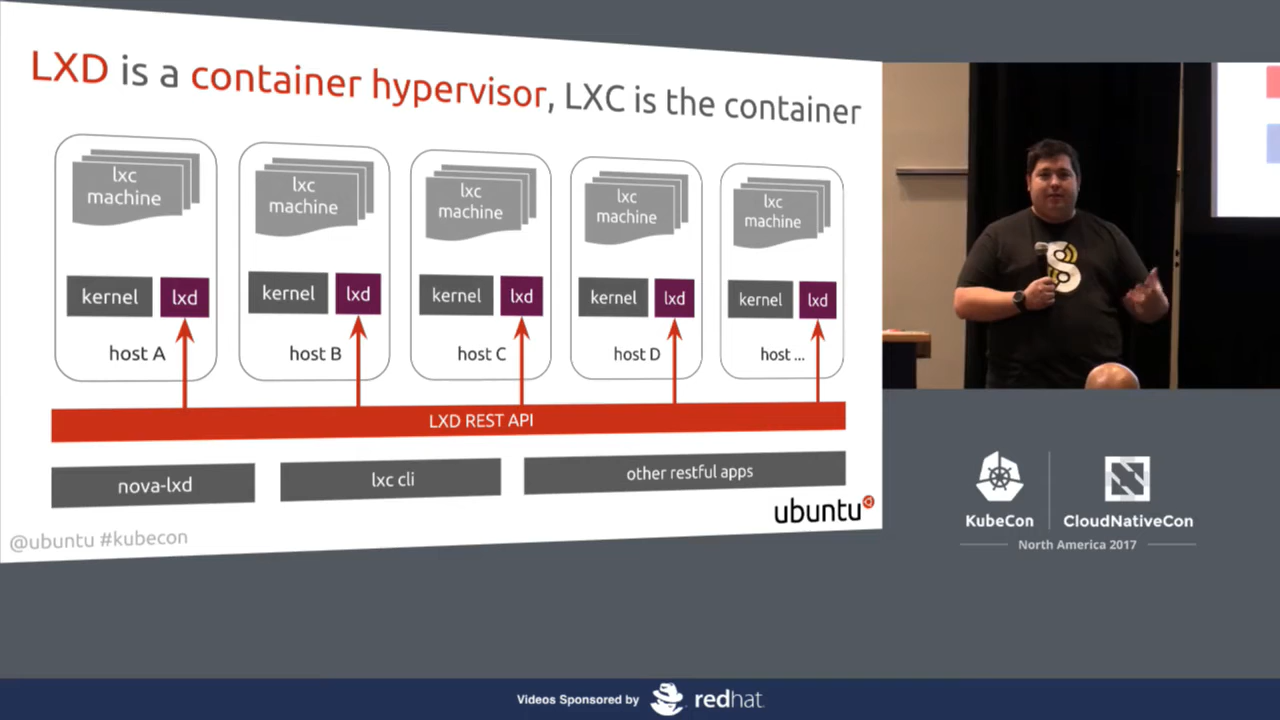 LXD is a container hypervisor, LXC is the container
lxc
machine
kernel
lxd
host A
lxc
machine
kernel
lxd
host B
lxc
machine
kernel
lxd
host C
lxc
machine
kernel
lxd
host D
lxc
machine
kernel
lxd
host ...
LXD REST API
nova-lxd
lxc cli
other restful apps
ubuntu
@ubuntu #kubecon
KubeCon
CloudNativeCon
North America 2017
Videos Sponsored by
redhat.